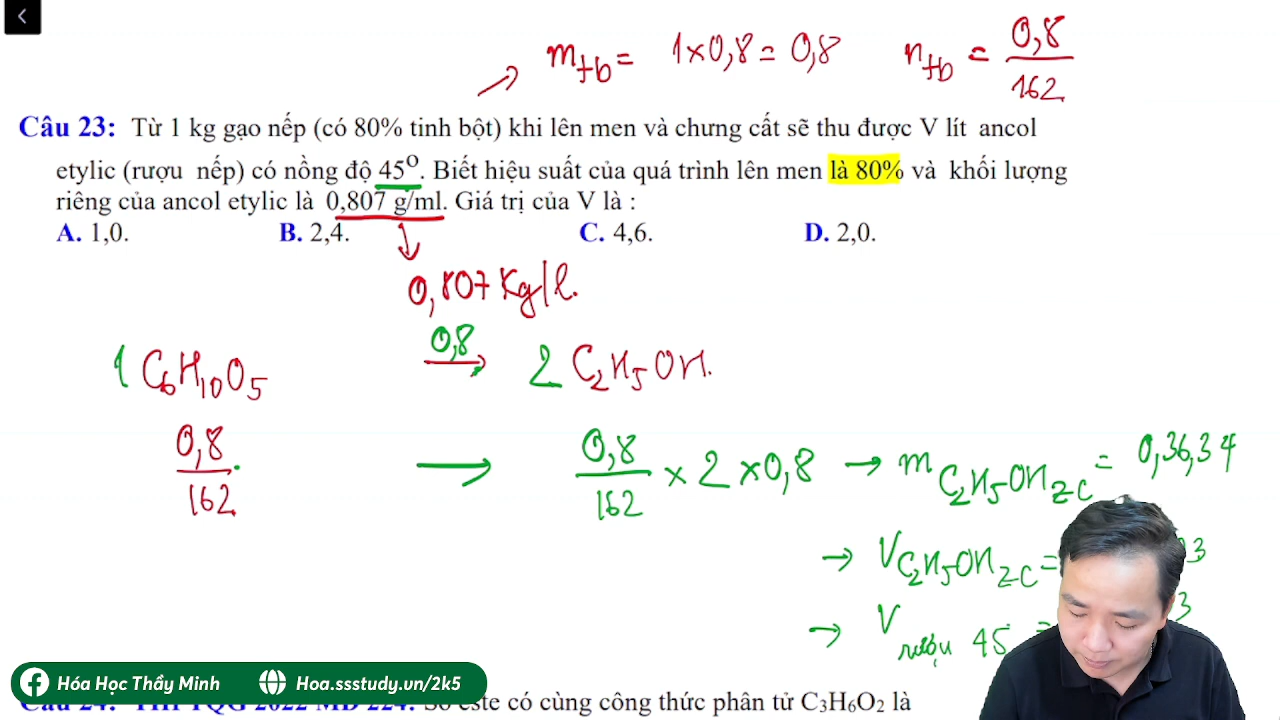 m tb = 1×0,8 = 0,8 n tb = 0,8/162
Câu 23: Từ 1 kg gạo nếp (có 80% tinh bột) khi lên men và chưng cất sẽ thu được V lít ancol
etylic (rượu nếp) có nồng độ 45°. Biết hiệu suất của quá trình lên men là 80% và khối lượng
riêng của ancol etylic là 0,807 g/ml. Giá trị của V là :
A. 1,0. B. 2,4. C. 4,6. D. 2,0.
0,807 Kg/l.
1 C6H10O5 0,8 → 2 C2H5OH.
0,8/162 → 0,8/162 × 2 × 0,8 → m C2H5OH zc = 0,36,34
→ V C2H5OH zc =
→ V rượu 45 =
Hóa Học Thầy Minh Hoa.ssstudy.vn/2k5
este có cùng công thức phân tử C3H6O2 là